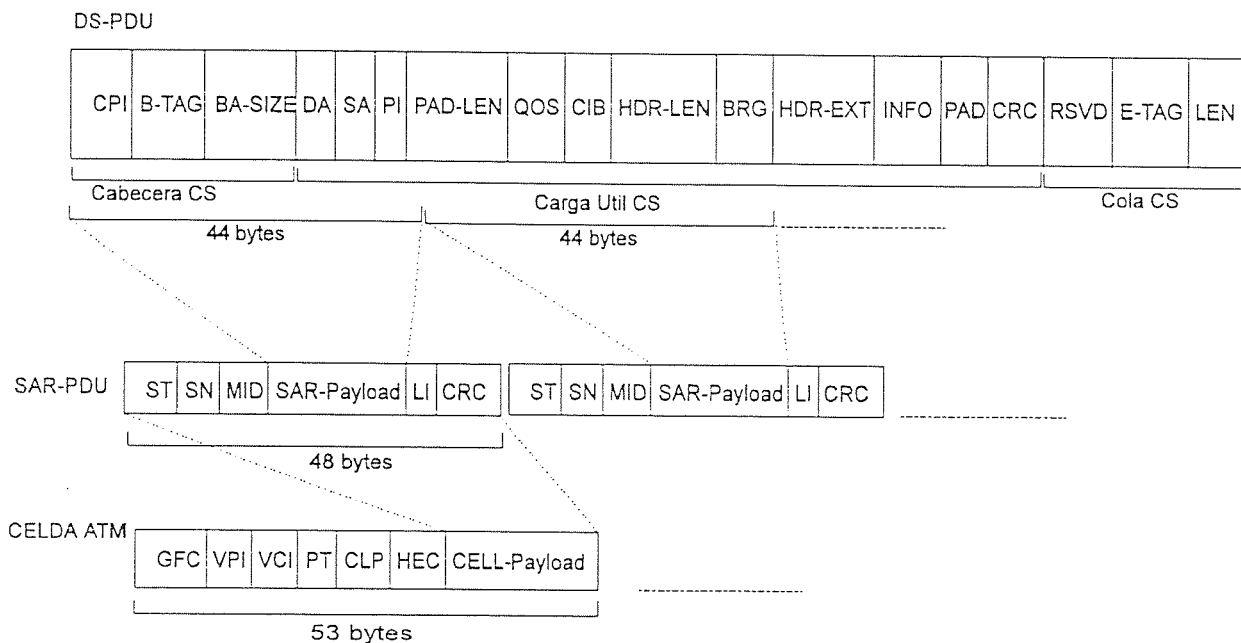 DS-PDU
CPI B-TAG BA-SIZE DA SA PI PAD-LEN QOS CIB HDR-LEN BRG HDR-EXT INFO PAD CRC RSVD E-TAG LEN
Cabecera CS Carga Util CS Cola CS
44 bytes 44 bytes
SAR-PDU ST SN MID SAR-Payload LI CRC ST SN MID SAR-Payload LI CRC
48 bytes
CELDA ATM
GFC VPI VCI PT CLP HEC CELL-Payload
53 bytes